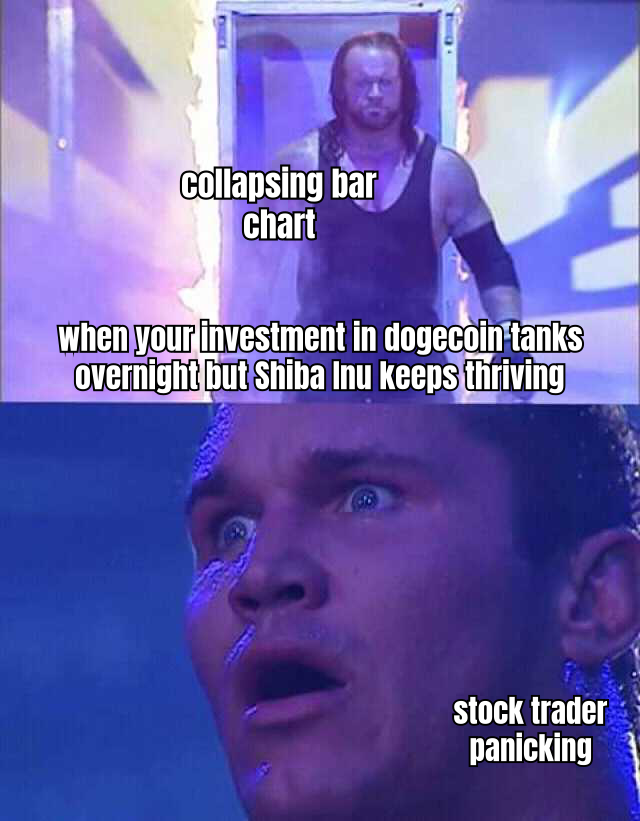 collapsing bar
chart
when your investment in dogecoin tanks
overnight but Shiba Inu keeps thriving
stock trader
panicking